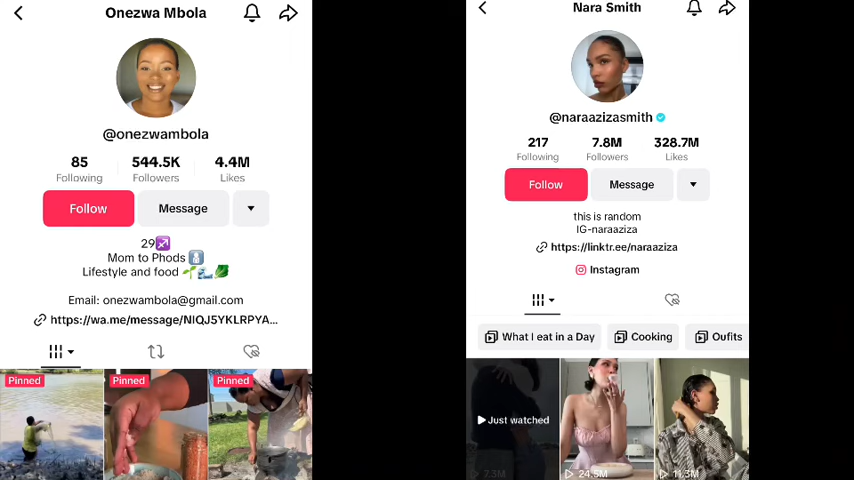 Onezwa Mbola
@onezwambola
85 544.5K 4.4M
Following Followers Likes
Follow Message
29♐
Mom to Phods
Lifestyle and food
Email: onezwambola@gmail.com
https://wa.me/message/NIQJ5YKLRPYA...
Pinned Pinned Pinned
Nara Smith
@naraazizasmith
217 7.8M 328.7M
Following Followers Likes
Follow Message
this is random
IG-naraaziza
https://linktr.ee/naraaziza
Instagram
What I eat in a Day Cooking Oufits
Just watched
7.3M 24.5M 11.3M